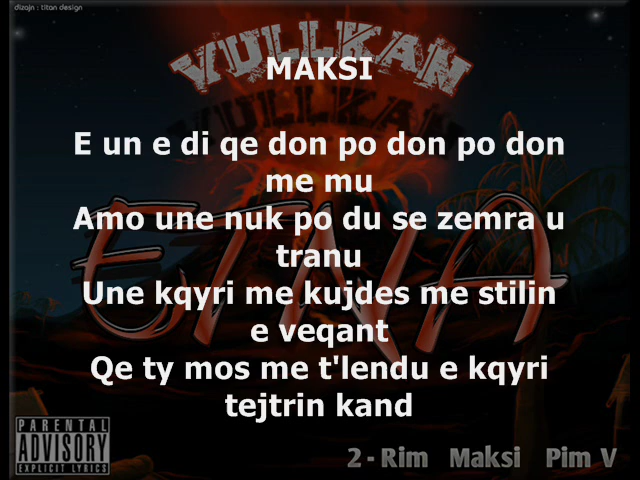 dizajn : titan design
VULLKAN
MAKSI
E un e di qe don po don po don
me mu
Amo une nuk po du se zemra u
tranu
ETNA
Une kqyri me kujdes me stilin
e veqant
Qe ty mos me t'lendu e kqyri
tejtrin kand
PARENTAL
ADVISORY
EXPLICIT LYRICS
2 - Rim Maksi Pim V